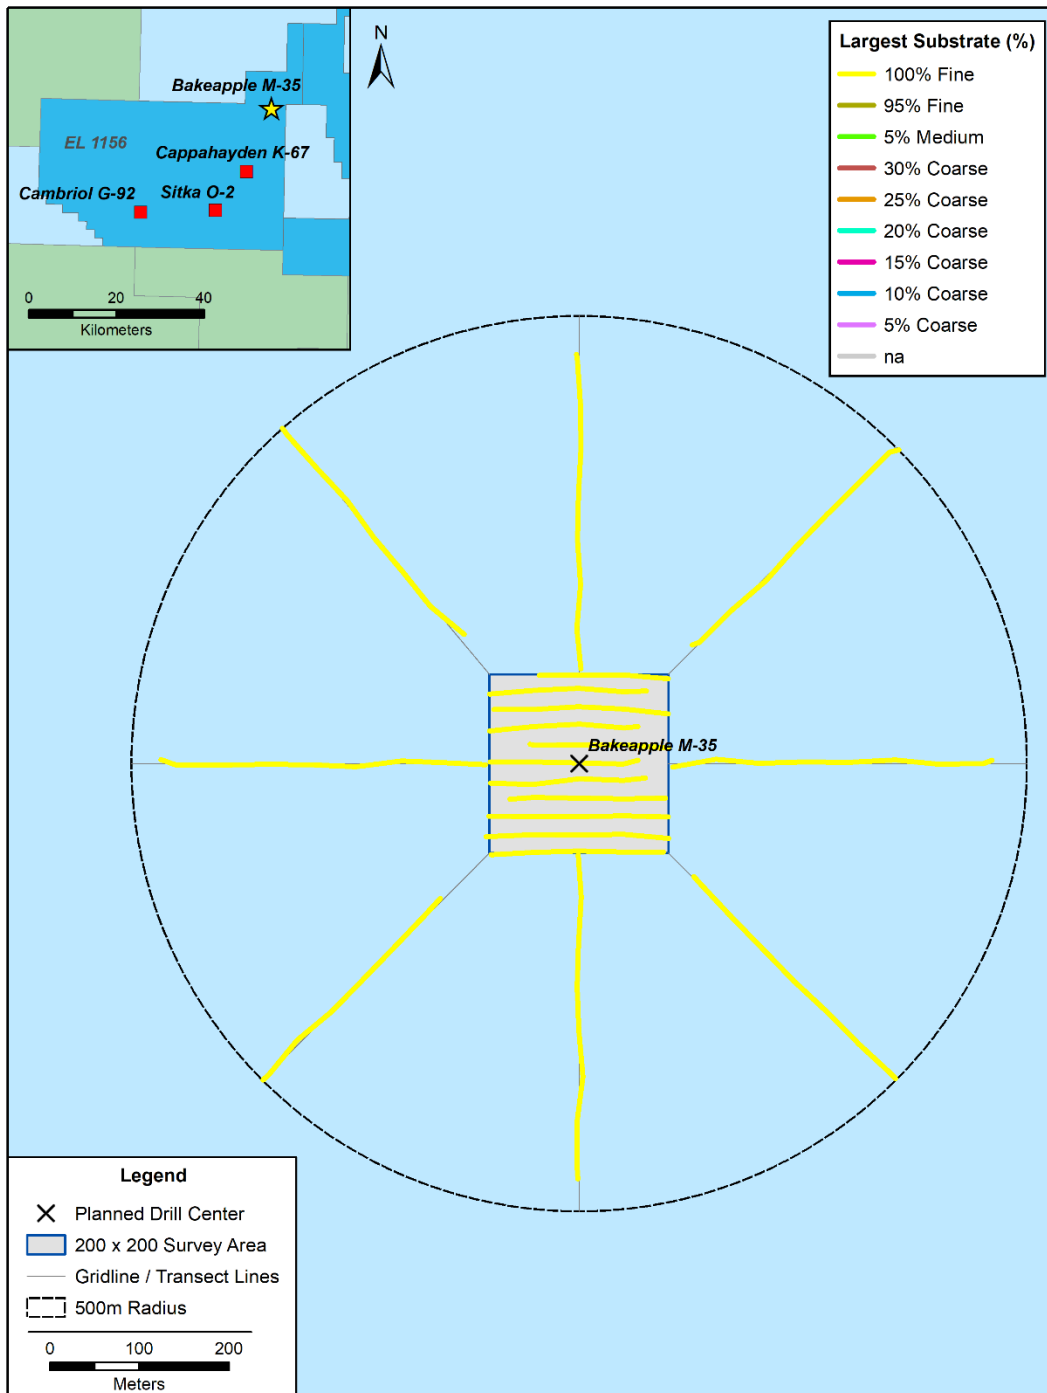 Bakeapple M-35
EL 1156
Cappahayden K-67
Cambriol G-92
Sitka O-2
0 20 40
Kilometers
N
Largest Substrate (%)
100% Fine
95% Fine
5% Medium
30% Coarse
25% Coarse
20% Coarse
15% Coarse
10% Coarse
5% Coarse
na
Bakeapple M-35
Legend
Planned Drill Center
200 x 200 Survey Area
Gridline / Transect Lines
500m Radius
0 100 200
Meters